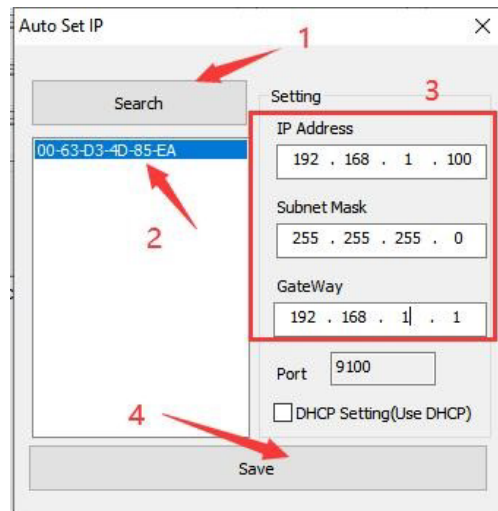 Auto Set IP
1
Search
Setting
3
IP Address
00-63-D3-4D-85-EA
192 . 168 . 1 . 100
2
Subnet Mask
255 . 255 . 255 . 0
GateWay
192 . 168 . 1 . 1
Port 9100
4
DHCP Setting(Use DHCP)
Save